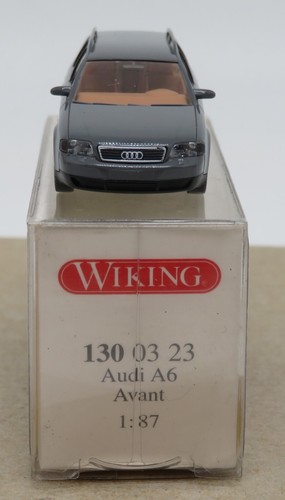 WIKING
130 03 23
Audi A6
Avant
1:87